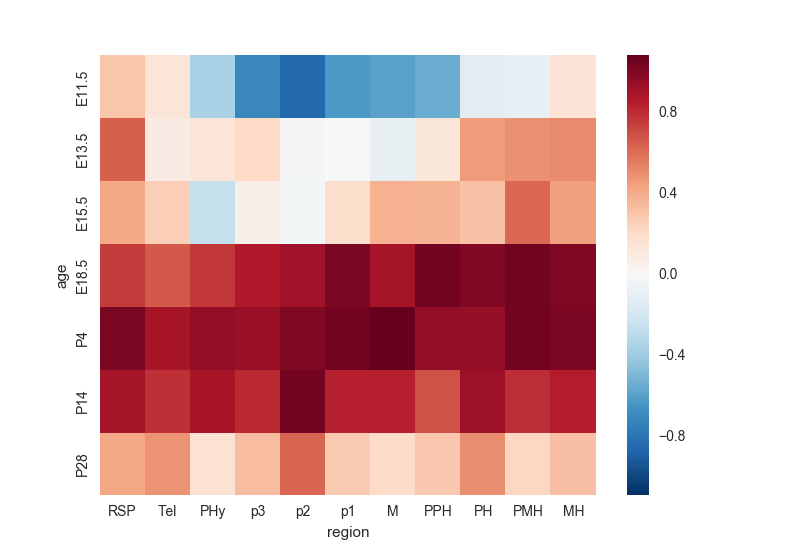 E11.5
E13.5
E15.5
E18.5
P4
P14
P28
age
RSP Tel PHy p3 p2 p1 M PPH PH PMH MH
region
0.8
0.4
0.0
−0.4
−0.8